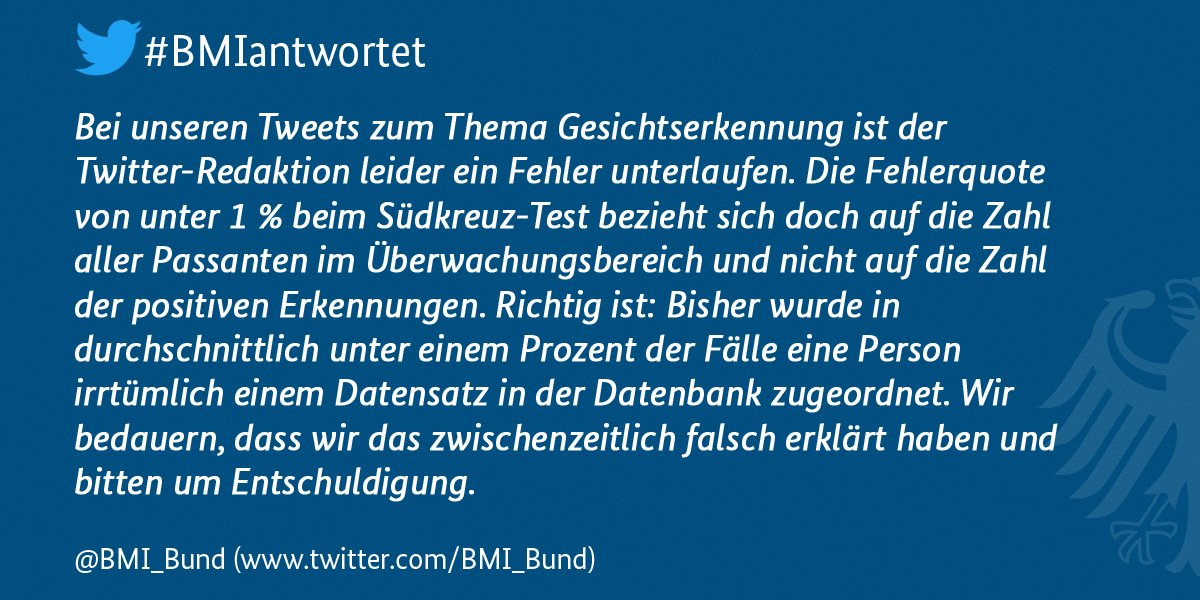 #BMIantwortet
Bei unseren Tweets zum Thema Gesichtserkennung ist der
Twitter-Redaktion leider ein Fehler unterlaufen. Die Fehlerquote
von unter 1 % beim Südkreuz-Test bezieht sich doch auf die Zahl
aller Passanten im Überwachungsbereich und nicht auf die Zahl
der positiven Erkennungen. Richtig ist: Bisher wurde in
durchschnittlich unter einem Prozent der Fälle eine Person
irrtümlich einem Datensatz in der Datenbank zugeordnet. Wir
bedauern, dass wir das zwischenzeitlich falsch erklärt haben und
bitten um Entschuldigung.
@BMI_Bund (www.twitter.com/BMI_Bund)